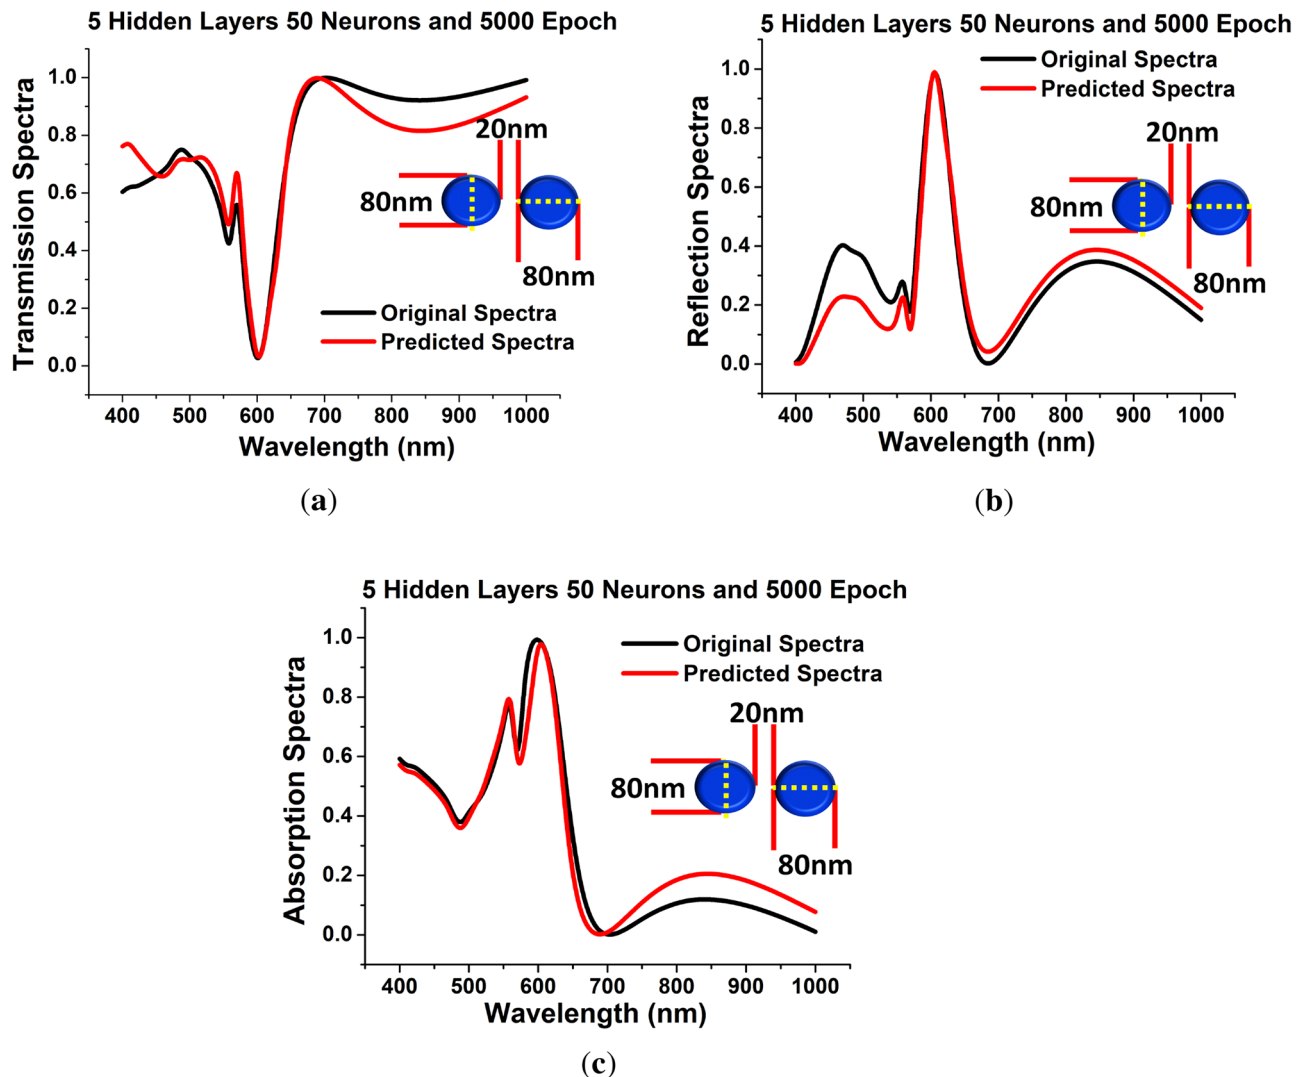 5 Hidden Layers 50 Neurons and 5000 Epoch
Transmission Spectra
1.0
0.8
0.6
0.4
0.2
0.0
20nm
80nm
80nm
Original Spectra
Predicted Spectra
400 500 600 700 800 900 1000
Wavelength (nm)
(a)
5 Hidden Layers 50 Neurons and 5000 Epoch
Original Spectra
Predicted Spectra
Reflection Spectra
1.0
0.8
0.6
0.4
0.2
0.0
20nm
80nm
80nm
400 500 600 700 800 900 1000
Wavelength (nm)
(b)
5 Hidden Layers 50 Neurons and 5000 Epoch
Original Spectra
Predicted Spectra
Absorption Spectra
1.0
0.8
0.6
0.4
0.2
0.0
20nm
80nm
80nm
400 500 600 700 800 900 1000
Wavelength (nm)
(c)